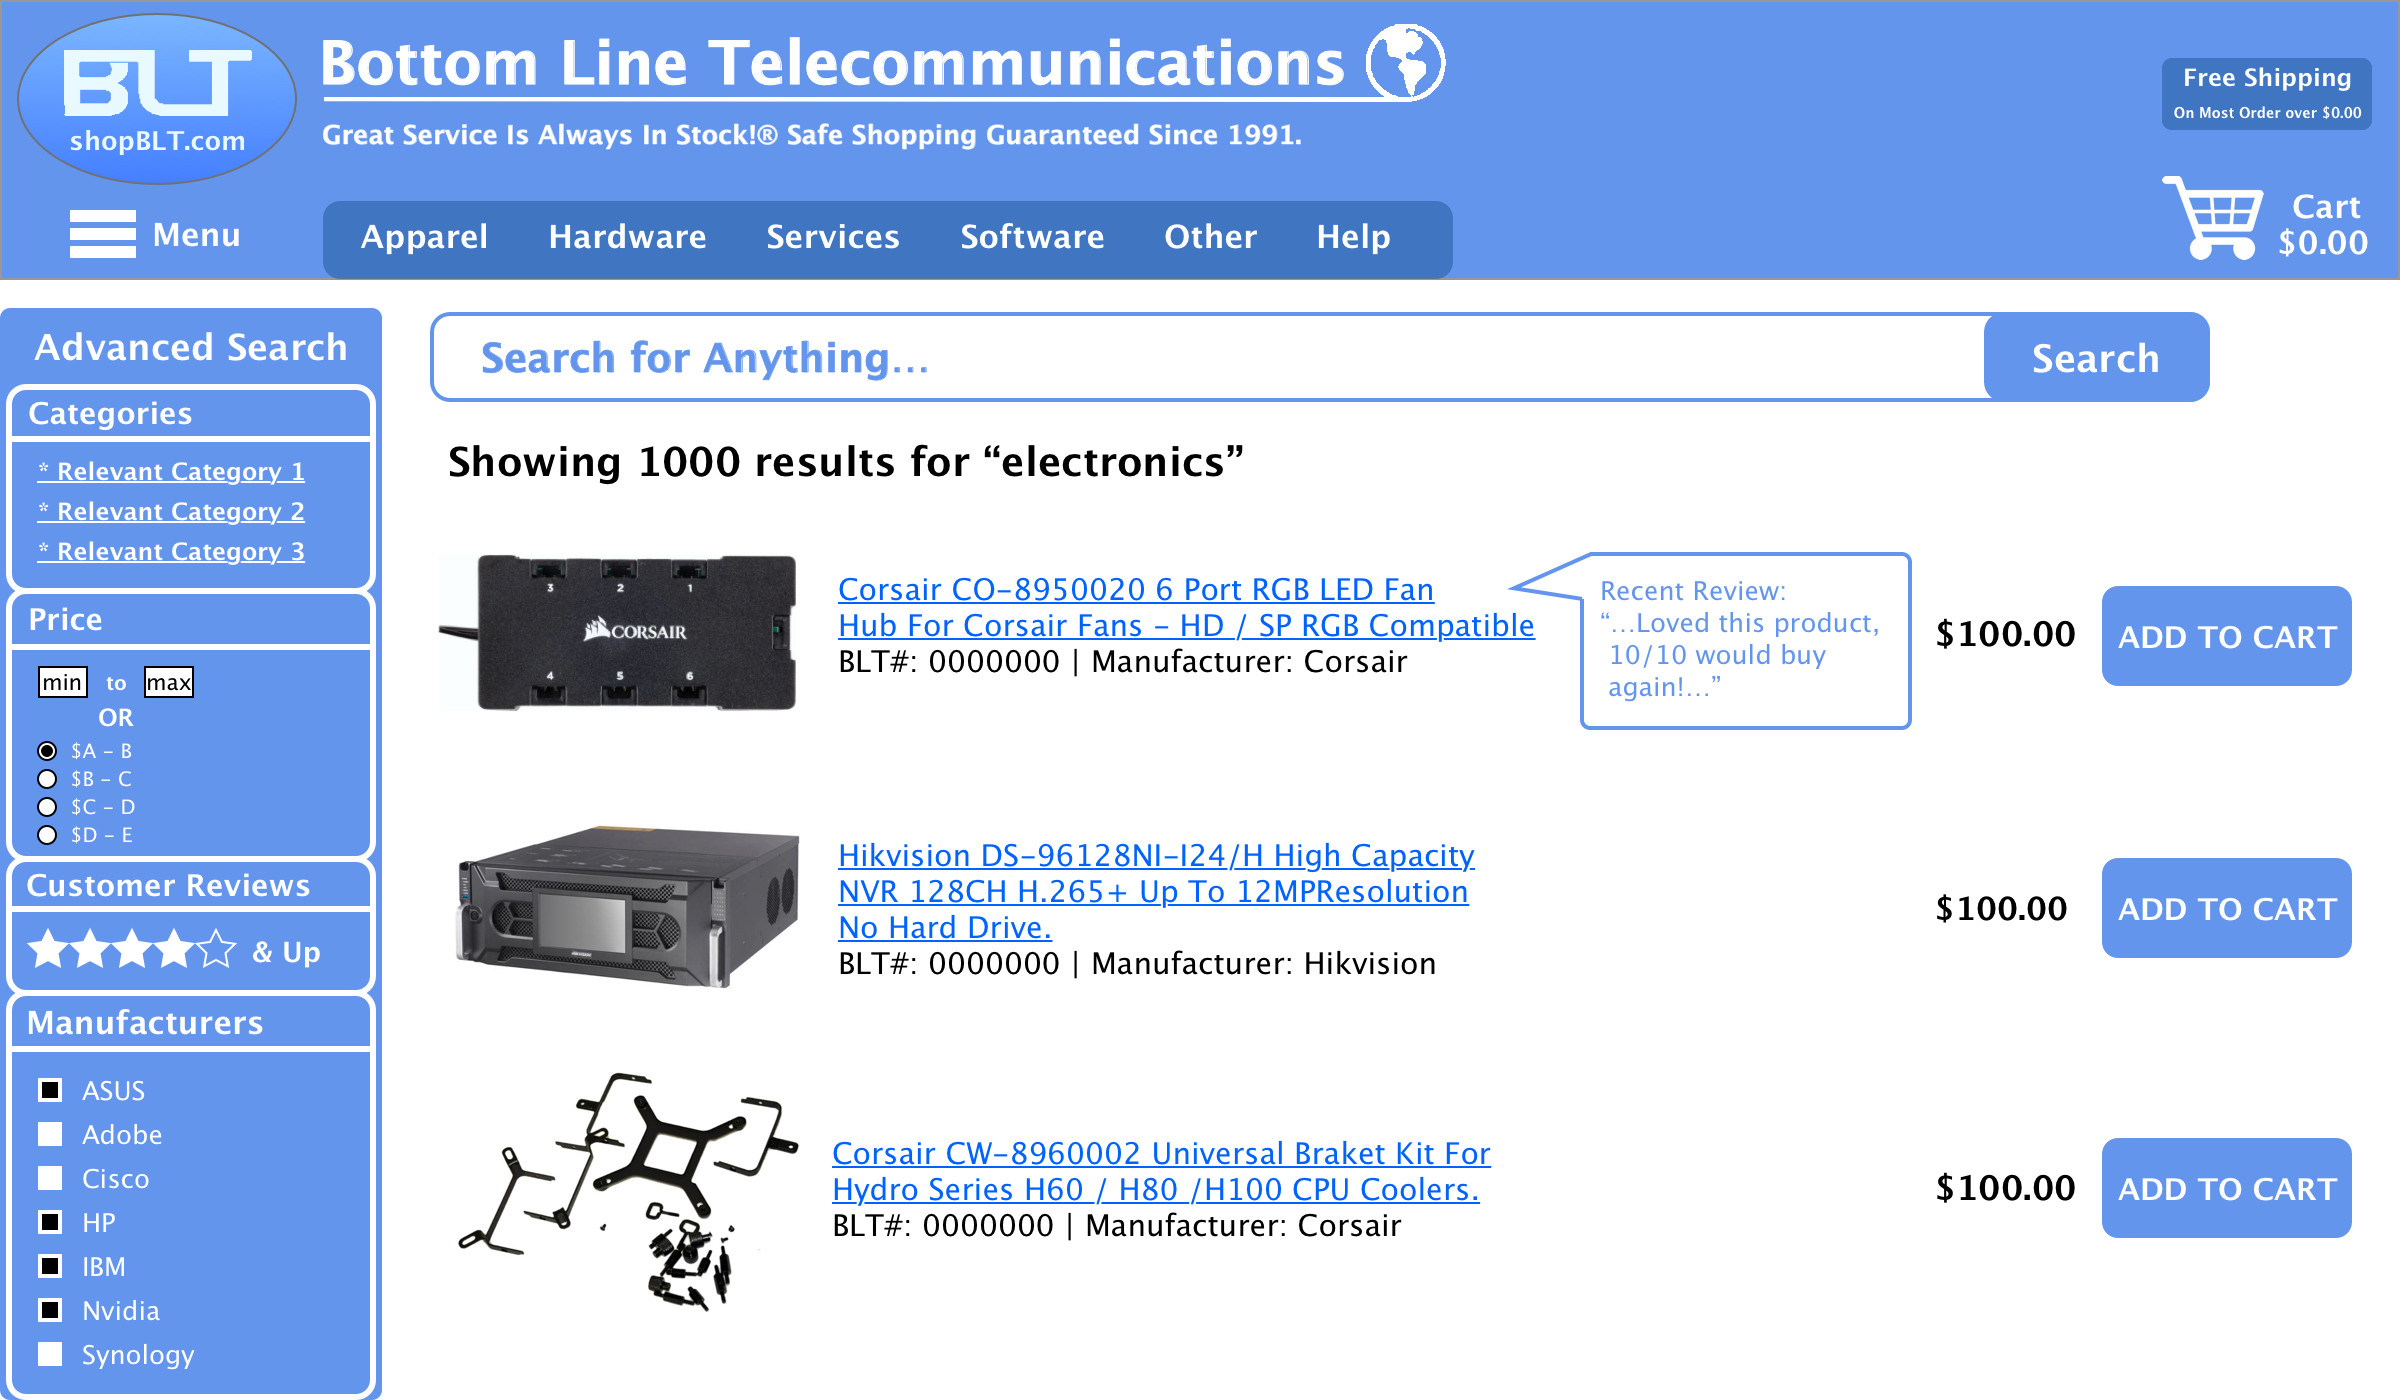 BLT
shopBLT.com
Bottom Line Telecommunications
Great Service Is Always In Stock!® Safe Shopping Guaranteed Since 1991.
Free Shipping
On Most Order over $0.00
Menu
Apparel Hardware Services Software Other Help
Cart
$0.00
Advanced Search
Categories
* Relevant Category 1
* Relevant Category 2
* Relevant Category 3
Price
min to max
OR
$A - B
$B - C
$C - D
$D - E
Customer Reviews
& Up
Manufacturers
ASUS
Adobe
Cisco
HP
IBM
Nvidia
Synology
Search for Anything...
Search
Showing 1000 results for “electronics”
3 2 1
CORSAIR
4 5 6
Corsair CO-8950020 6 Port RGB LED Fan
Hub For Corsair Fans - HD / SP RGB Compatible
BLT#: 0000000 | Manufacturer: Corsair
Recent Review:
“...Loved this product,
10/10 would buy
again!...”
$100.00
ADD TO CART
HIKVISION
Hikvision DS-96128NI-I24/H High Capacity
NVR 128CH H.265+ Up To 12MPResolution
No Hard Drive.
BLT#: 0000000 | Manufacturer: Hikvision
$100.00
ADD TO CART
Corsair CW-8960002 Universal Braket Kit For
Hydro Series H60 / H80 /H100 CPU Coolers.
BLT#: 0000000 | Manufacturer: Corsair
$100.00
ADD TO CART